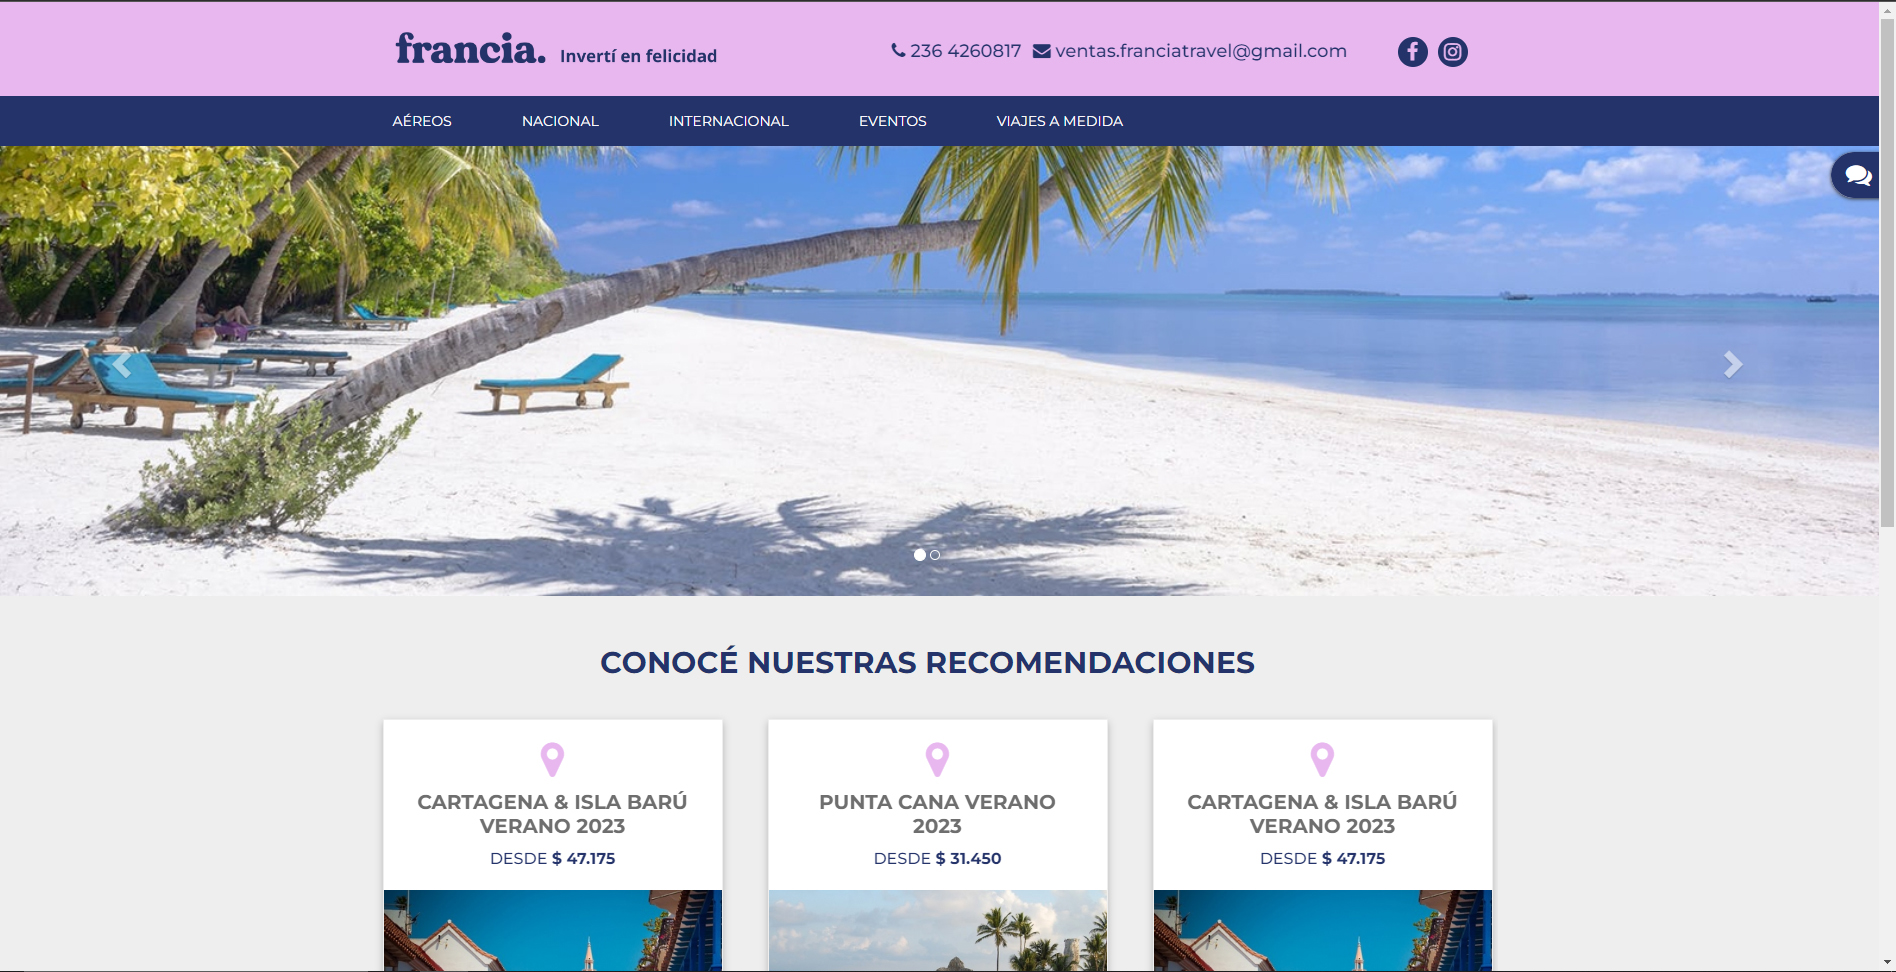 francia. Invertí en felicidad
236 4260817 ventas.franciatravel@gmail.com
AÉREOS NACIONAL INTERNACIONAL EVENTOS VIAJES A MEDIDA
CONOCÉ NUESTRAS RECOMENDACIONES
CARTAGENA & ISLA BARÚ
VERANO 2023
DESDE $ 47.175
PUNTA CANA VERANO
2023
DESDE $ 31.450
CARTAGENA & ISLA BARÚ
VERANO 2023
DESDE $ 47.175